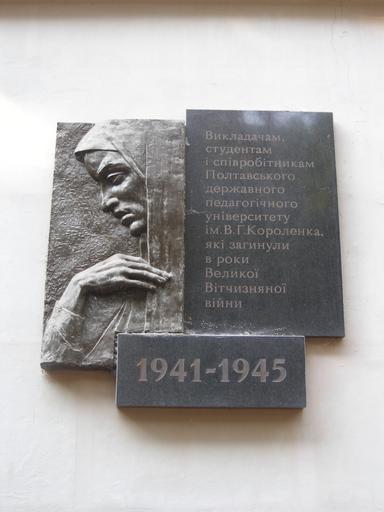 Викладачам,
студентам
і співробітникам
Полтавського
державного
педагогічного
університету
ім.В.Г.Короленка,
які загинули
в роки
Великої
Вітчизняної
війни
1941-1945